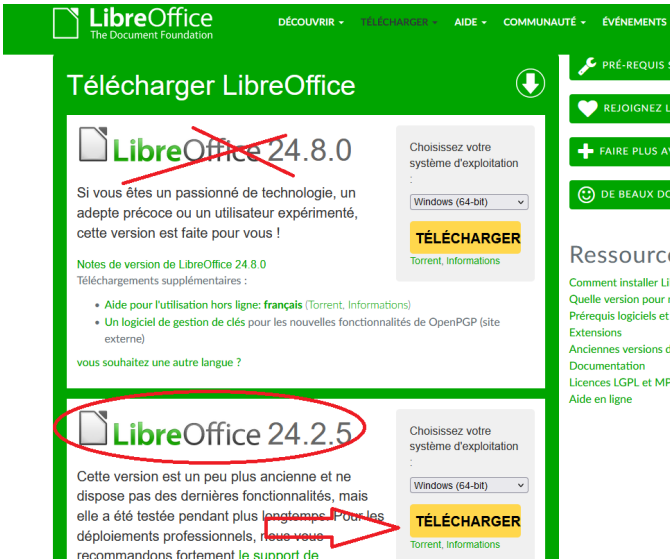 LibreOffice
The Document Foundation
DÉCOUVRIR
TÉLÉCHARGER
AIDE
COMMUNAUTÉ
ÉVÉNEMENTS
Télécharger LibreOffice
LibreOffice 24.8.0
Si vous êtes un passionné de technologie, un
adepte précoce ou un utilisateur expérimenté,
cette version est faite pour vous !
Notes de version de LibreOffice 24.8.0
Téléchargements supplémentaires :
• Aide pour l'utilisation hors ligne: français (Torrent, Informations)
• Un logiciel de gestion de clés pour les nouvelles fonctionnalités de OpenPGP (site
externe)
vous souhaitez une autre langue ?
Choisissez votre
système d'exploitation
:
Windows (64-bit)
TÉLÉCHARGER
Torrent, Informations
LibreOffice 24.2.5
Cette version est un peu plus ancienne et ne
dispose pas des dernières fonctionnalités, mais
elle a été testée pendant plus longtemps. Pour les
déploiements professionnels, nous vous
recommandons fortement le support de
Choisissez votre
système d'exploitation
:
Windows (64-bit)
TÉLÉCHARGER
Torrent, Informations
PRÉ-REQUIS
REJOIGNEZ
FAIRE PLUS
DE BEAUX
Ressource
Comment installer
Quelle version pour
Prérequis logiciels et
Extensions
Anciennes versions
Documentation
Licences LGPL et
Aide en ligne